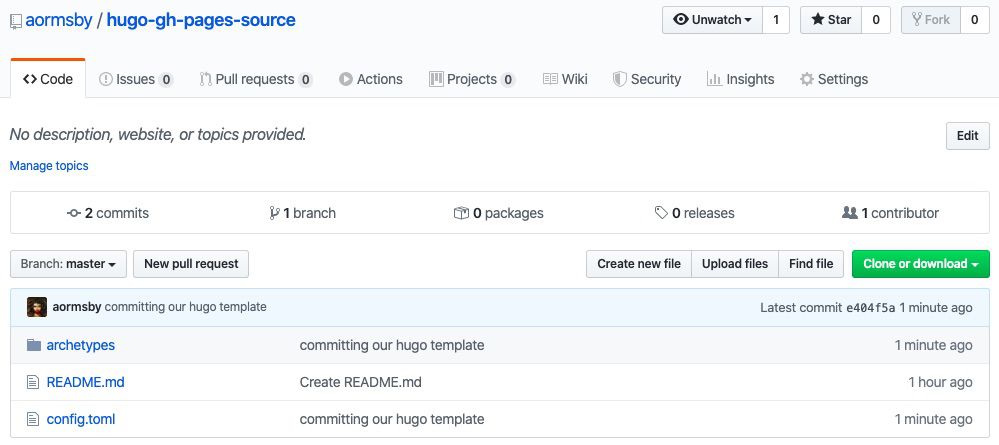 aormsby / hugo-gh-pages-source Unwatch 1 Star 0 Fork 0
Code Issues 0 Pull requests 0 Actions Projects 0 Wiki Security Insights Settings
No description, website, or topics provided. Edit
Manage topics
2 commits 1 branch 0 packages 0 releases 1 contributor
Branch: master New pull request Create new file Upload files Find file Clone or download
aormsby committing our hugo template Latest commit e404f5a 1 minute ago
archetypes committing our hugo template 1 minute ago
README.md Create README.md 1 hour ago
config.toml committing our hugo template 1 minute ago